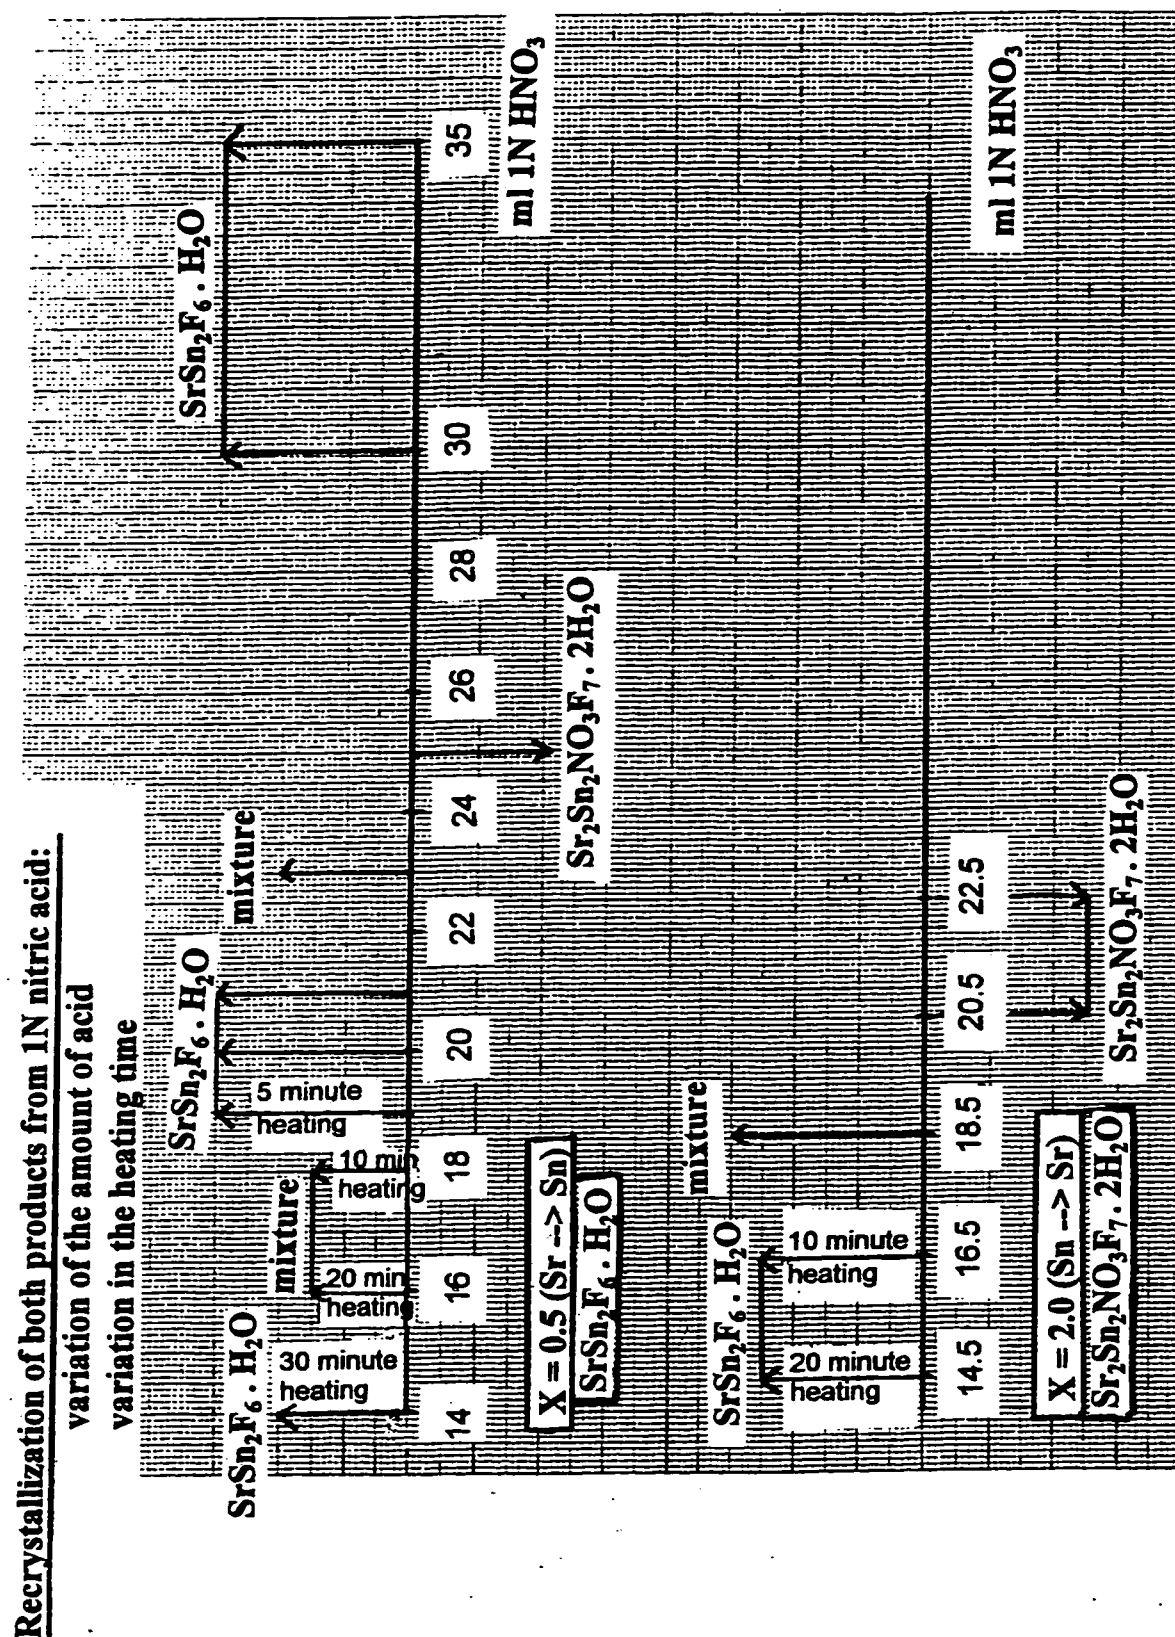 Recrystallization of both products from 1N nitric acid:
variation of the amount of acid
variation in the heating time
SrSn₂F₆ . H₂O
mixture
SrSn₂F₆ . H₂O
mixture
SrSn₂F₆ . H₂O
30 minute
heating
20 min
heating
10 min
heating
5 minute
heating
14
16
18
20
22
24
26
28
30
35
ml 1N HNO₃
X = 0.5 (Sr --> Sn)
SrSn₂F₆ . H₂O
Sr₂Sn₂NO₃F₇ . 2H₂O
SrSn₂F₆ . H₂O
mixture
20 minute
heating
10 minute
heating
14.5
16.5
18.5
20.5
22.5
ml 1N HNO₃
X = 2.0 (Sn --> Sr)
Sr₂Sn₂NO₃F₇ . 2H₂O
Sr₂Sn₂NO₃F₇ . 2H₂O